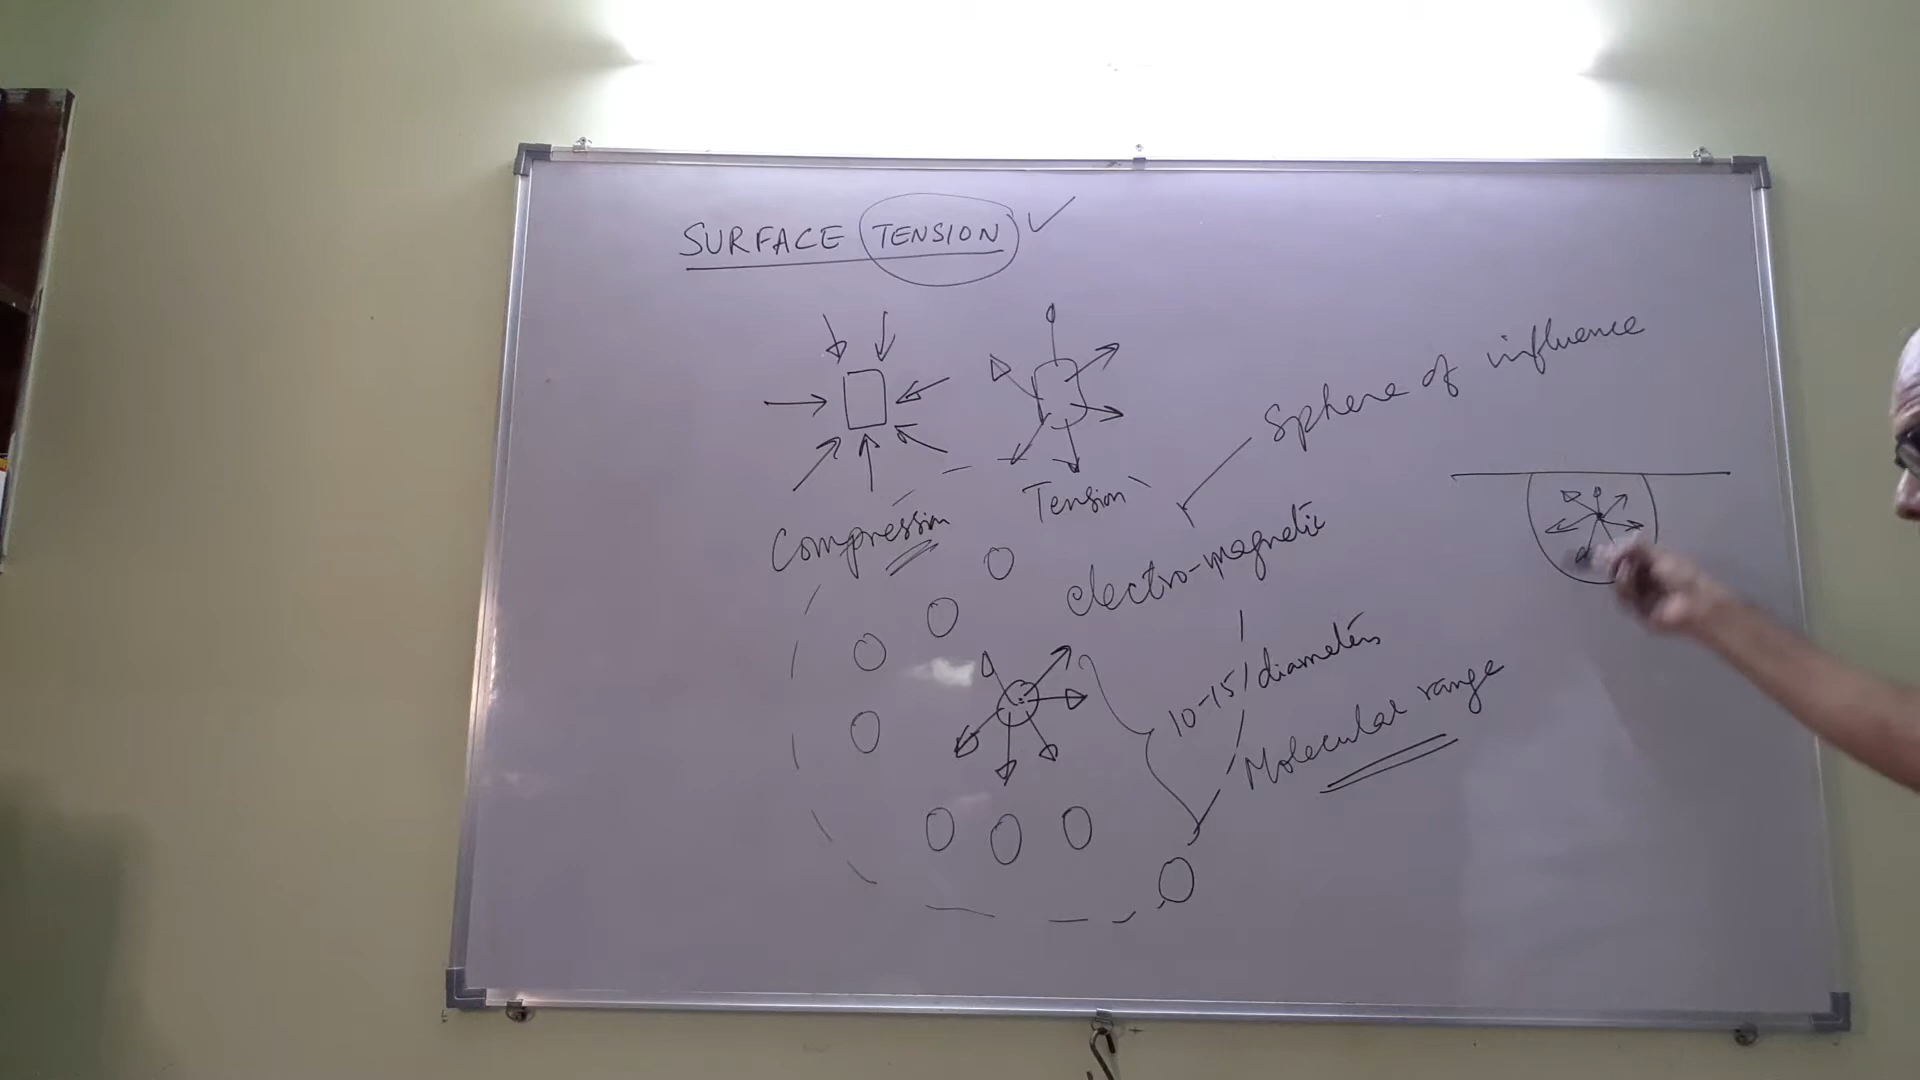 SURFACE TENSION
Sphere of influence
Tension
Compression
electro-magnetic
10-15 diameters
Molecular range